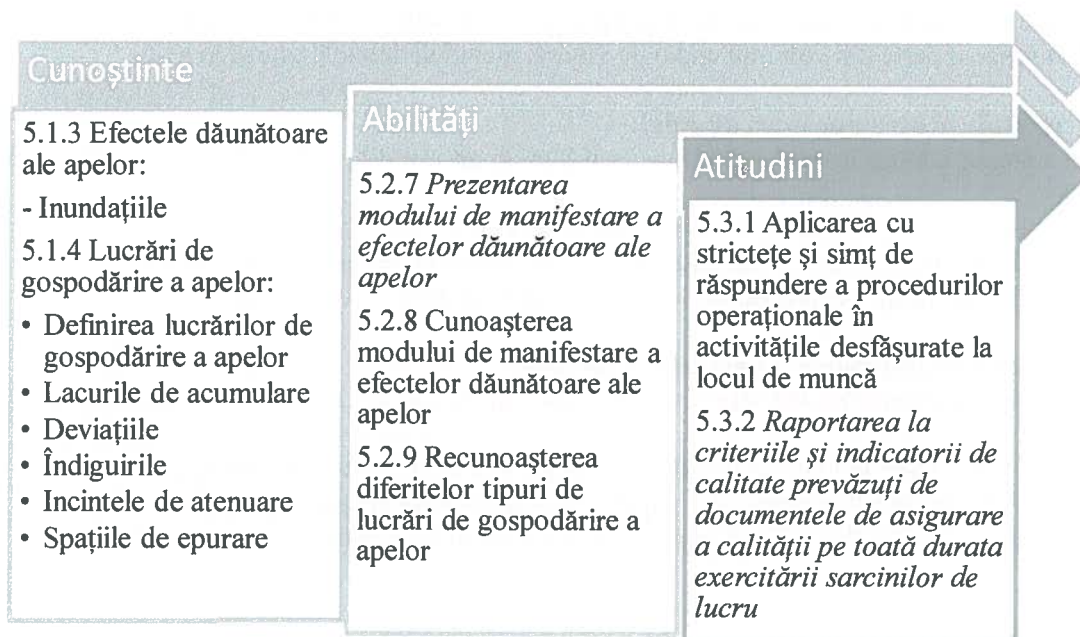 Cunoștinte
5.1.3 Efectele dăunătoare
ale apelor:
- Inundațiile
5.1.4 Lucrări de
gospodărire a apelor:
• Definirea lucrărilor de
gospodărire a apelor
• Lacurile de acumulare
• Deviațiile
• Îndiguirile
• Incintele de atenuare
• Spațiile de epurare
Abilități
5.2.7 Prezentarea
modului de manifestare a
efectelor dăunătoare ale
apelor
5.2.8 Cunoașterea
modului de manifestare a
efectelor dăunătoare ale
apelor
5.2.9 Recunoașterea
diferitelor tipuri de
lucrări de gospodărire a
apelor
Atitudini
5.3.1 Aplicarea cu
strictețe și simț de
răspundere a procedurilor
operaționale în
activitățile desfășurate la
locul de muncă
5.3.2 Raportarea la
criteriile și indicatorii de
calitate prevăzuți de
documentele de asigurare
a calității pe toată durata
exercitării sarcinilor de
lucru